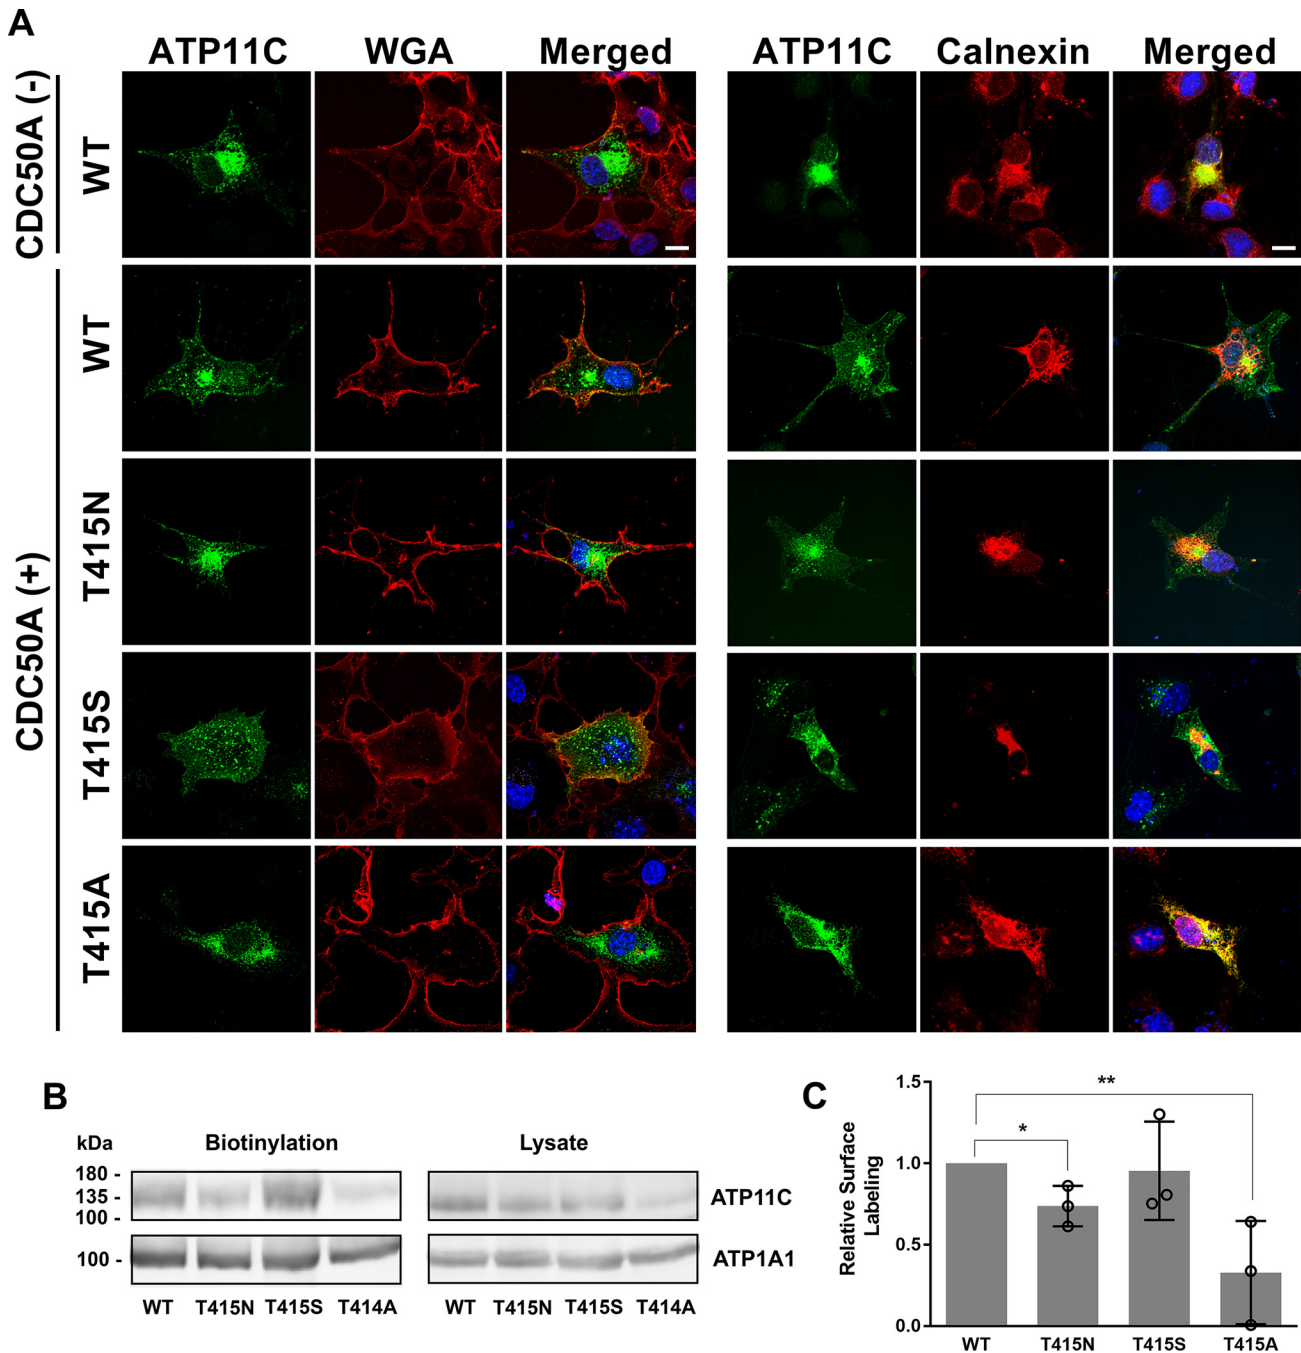 A
ATP11C WGA Merged ATP11C Calnexin Merged
CDC50A (-)
WT
CDC50A (+)
WT
T415N
T415S
T415A
B
kDa Biotinylation Lysate
180 -
135 -
100 -
ATP11C
100 -
ATP1A1
WT T415N T415S T414A WT T415N T415S T414A
C
Relative Surface
Labeling
1.5
1.0
0.5
0.0
**
*
WT T415N T415S T415A